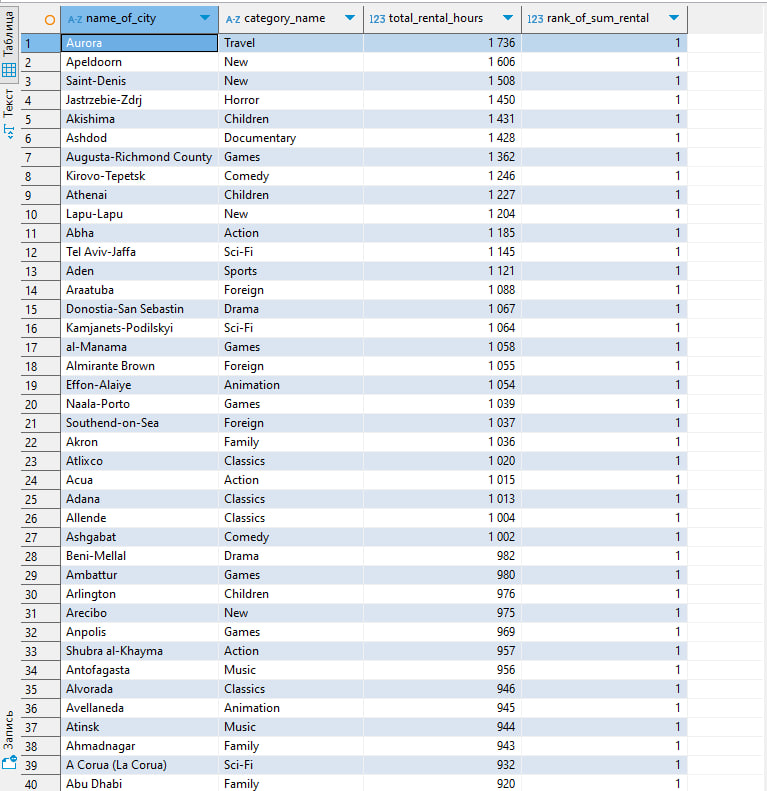 Таблица
Текст
Запись
A-Z name_of_city A-Z category_name 123 total_rental_hours 123 rank_of_sum_rental
1 Aurora Travel 1 736 1
2 Apeldoorn New 1 606 1
3 Saint-Denis New 1 508 1
4 Jastrzebie-Zdrj Horror 1 450 1
5 Akishima Children 1 431 1
6 Ashdod Documentary 1 428 1
7 Augusta-Richmond County Games 1 362 1
8 Kirovo-Tepetsk Comedy 1 246 1
9 Athenai Children 1 227 1
10 Lapu-Lapu New 1 204 1
11 Abha Action 1 185 1
12 Tel Aviv-Jaffa Sci-Fi 1 145 1
13 Aden Sports 1 121 1
14 Araatuba Foreign 1 088 1
15 Donostia-San Sebastin Drama 1 067 1
16 Kamjanets-Podilskyi Sci-Fi 1 064 1
17 al-Manama Games 1 058 1
18 Almirante Brown Foreign 1 055 1
19 Effon-Alaiye Animation 1 054 1
20 Naala-Porto Games 1 039 1
21 Southend-on-Sea Foreign 1 037 1
22 Akron Family 1 036 1
23 Atlixco Classics 1 020 1
24 Acua Action 1 015 1
25 Adana Classics 1 013 1
26 Allende Classics 1 004 1
27 Ashgabat Comedy 1 002 1
28 Beni-Mellal Drama 982 1
29 Ambattur Games 980 1
30 Arlington Children 976 1
31 Arecibo New 975 1
32 Anpolis Games 969 1
33 Shubra al-Khayma Action 957 1
34 Antofagasta Music 956 1
35 Alvorada Classics 946 1
36 Avellaneda Animation 945 1
37 Atinsk Music 944 1
38 Ahmadnagar Family 943 1
39 A Corua (La Corua) Sci-Fi 932 1
40 Abu Dhabi Family 920 1